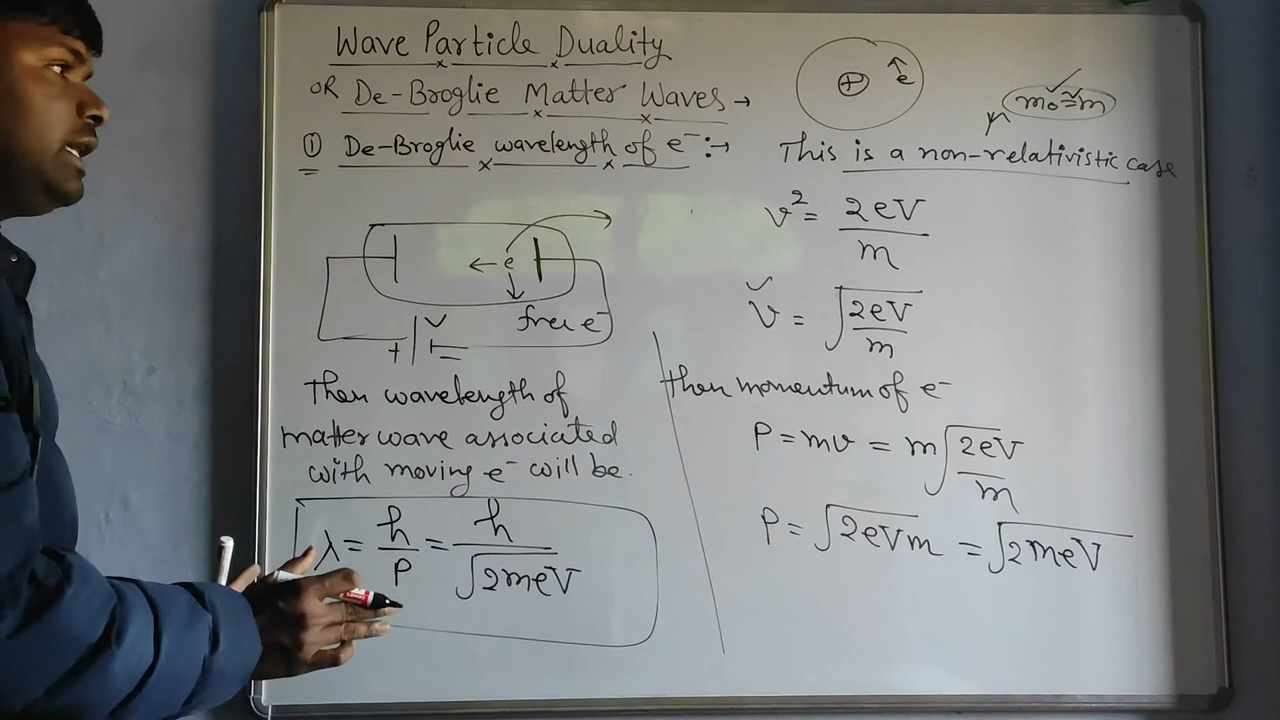 Wave Particle Duality
OR De-Broglie Matter Waves →
① De-Broglie wavelength of e⁻ :→
+ e
m₀ ≅ m
This is a non-relativistic case
v² = 2eV/m
v = √(2eV/m)
← e
free e⁻
+ V
Then wavelength of
matter wave associated
with moving e⁻ will be.
λ = h/P = h/√2meV
then momentum of e⁻
P = mv = m√(2eV/m)
P = √2eVm = √2meV